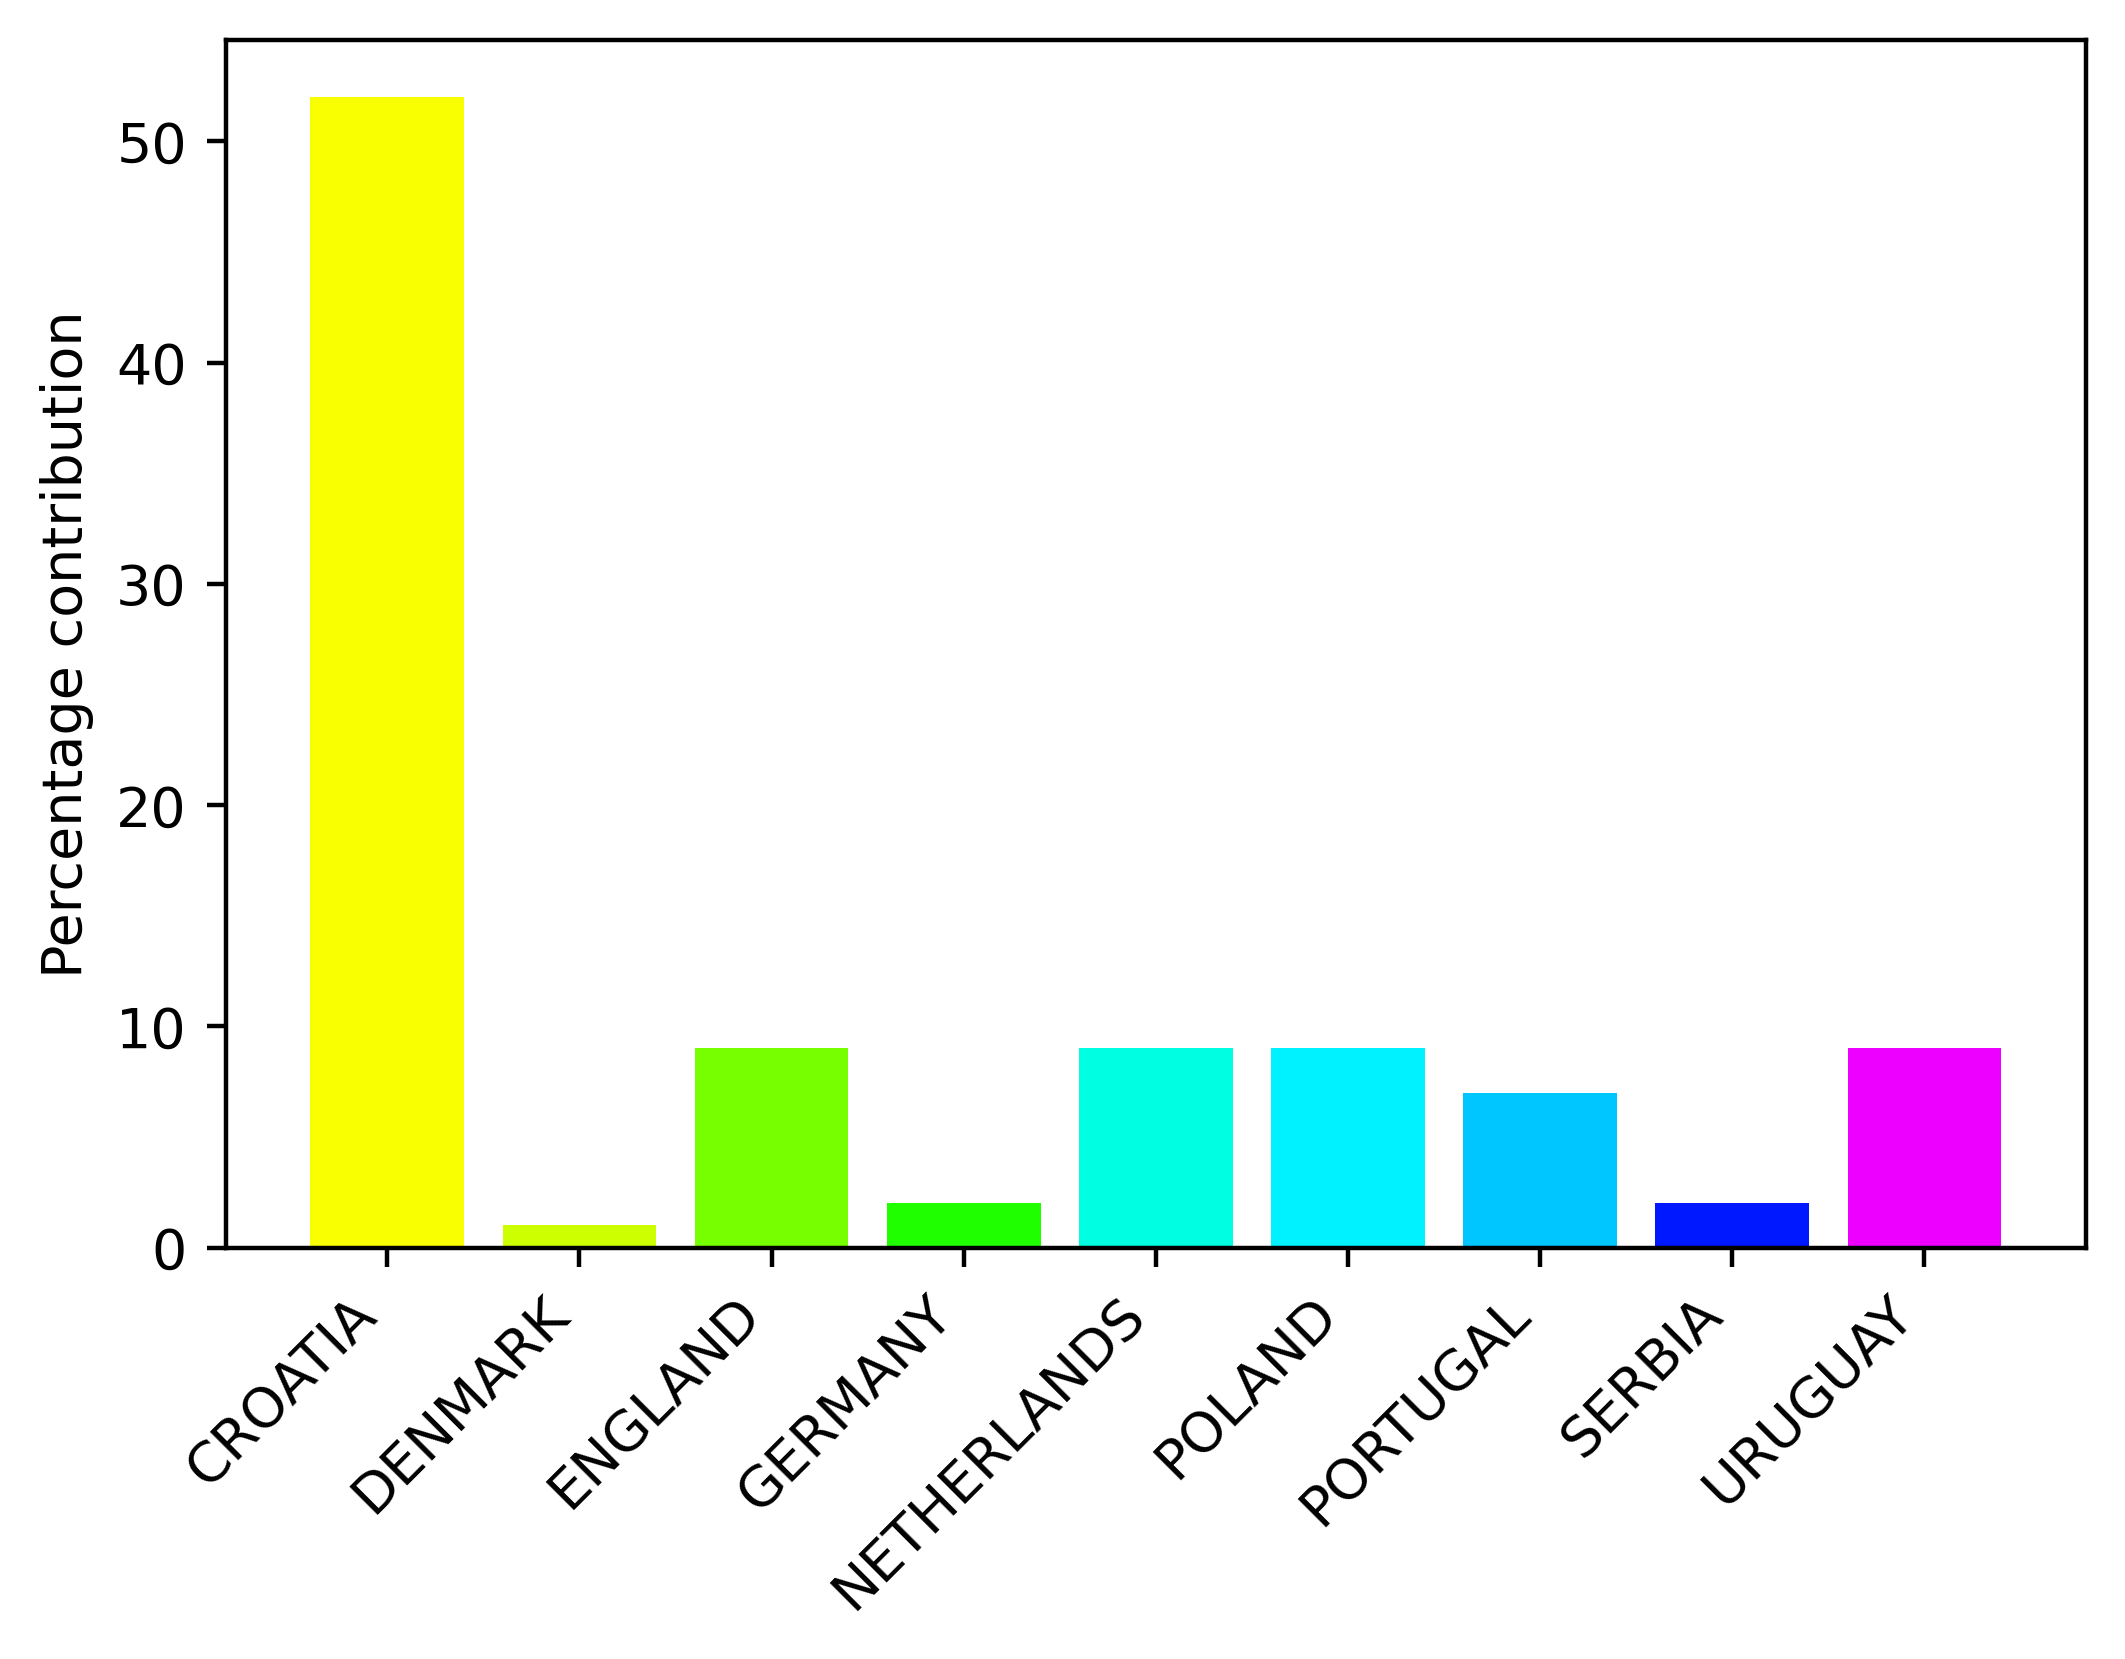 Percentage contribution
50
40
30
20
10
0
CROATIA
DENMARK
ENGLAND
GERMANY
NETHERLANDS
POLAND
PORTUGAL
SERBIA
URUGUAY